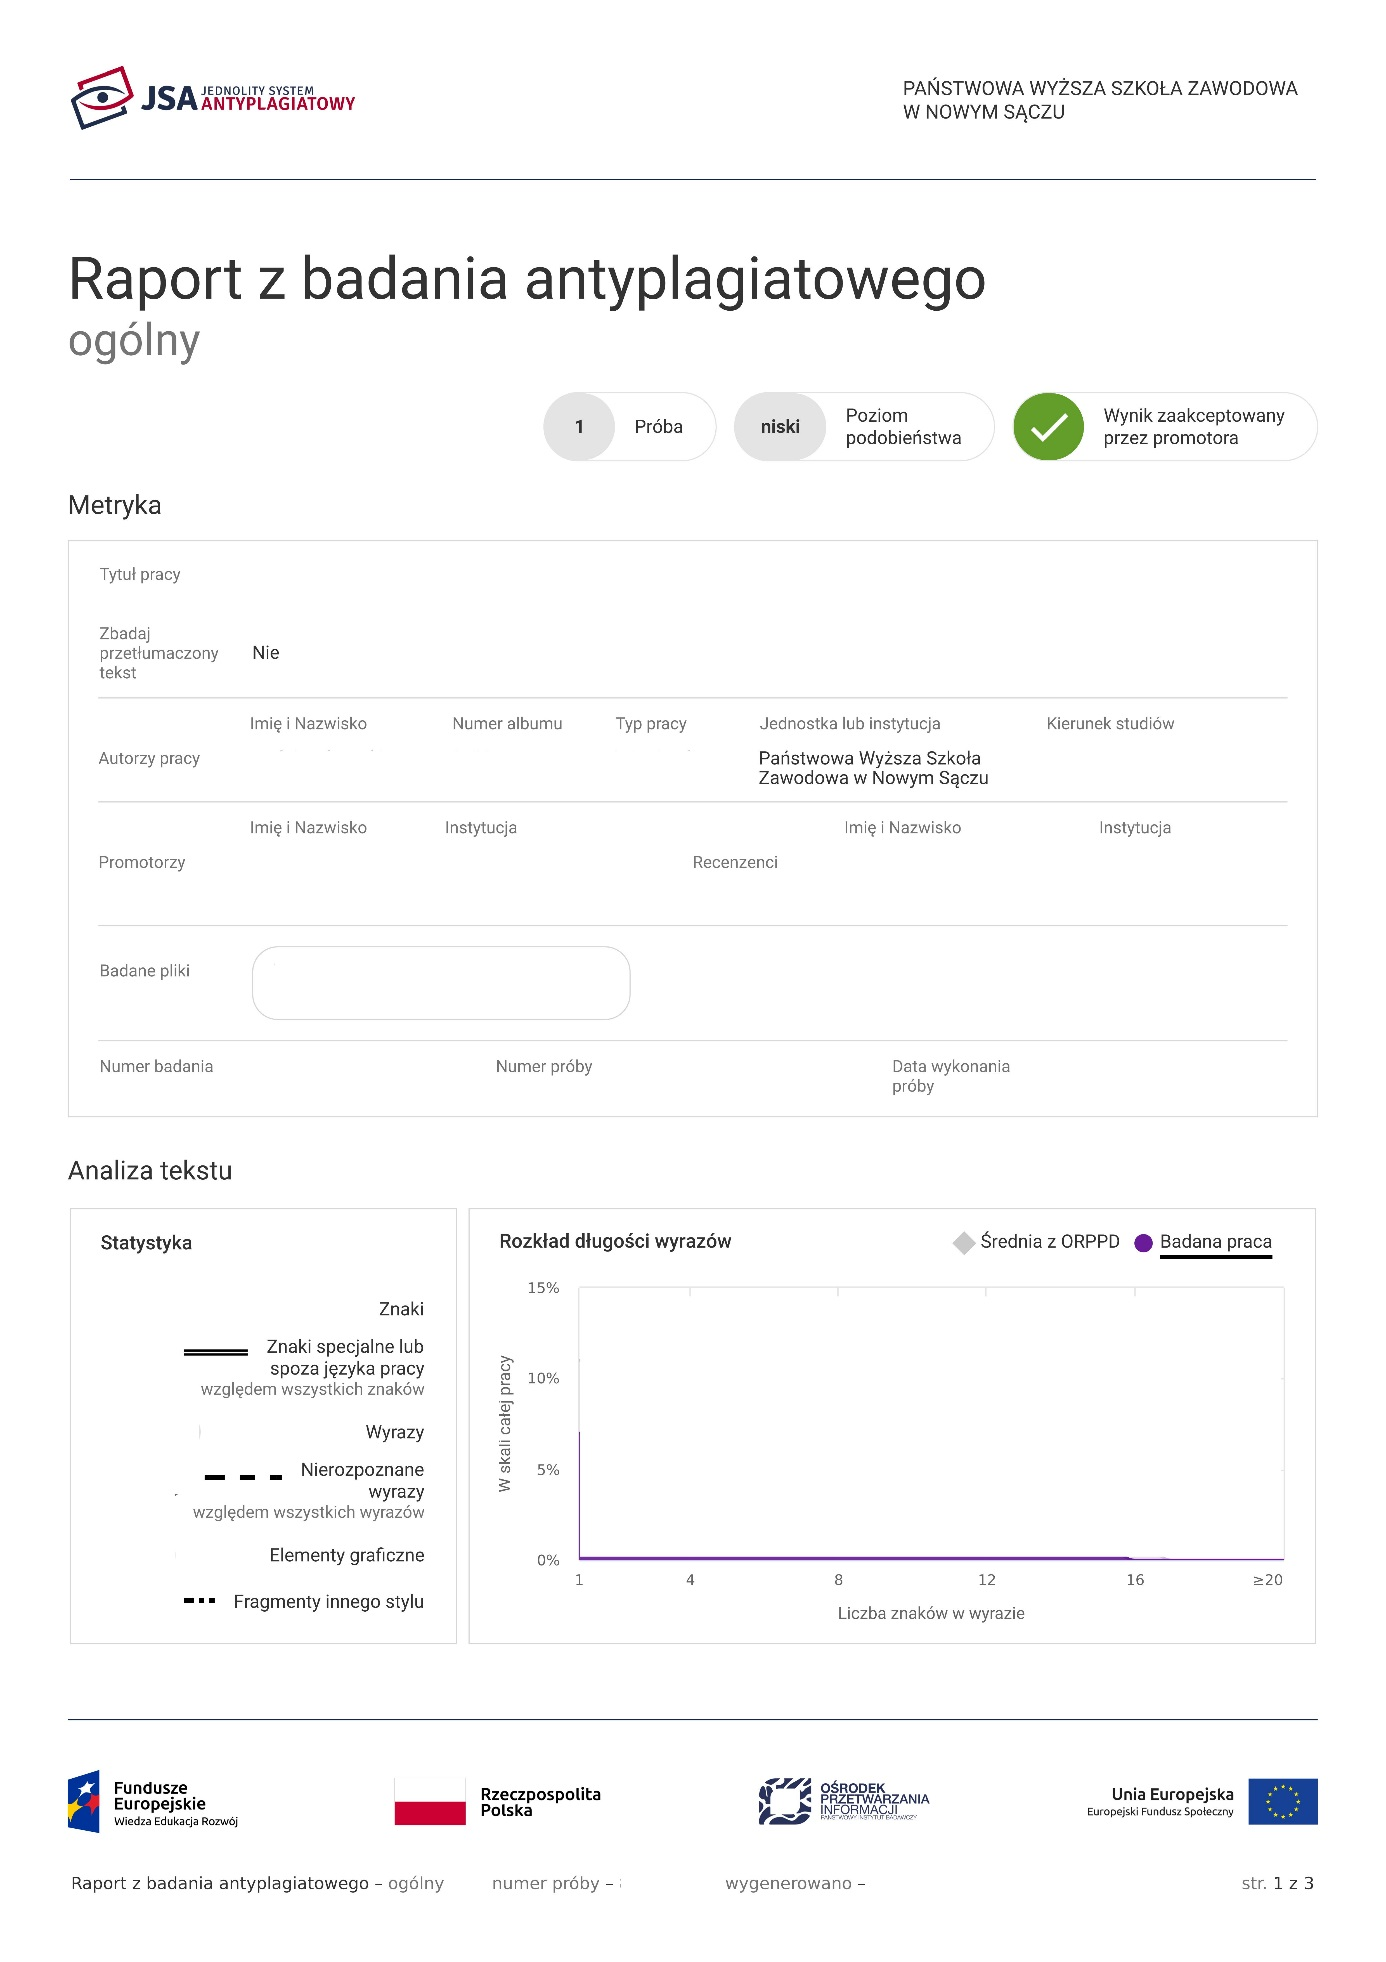 JSA JEDNOLITY SYSTEM
ANTYPLAGIATOWY
PAŃSTWOWA WYŻSZA SZKOŁA ZAWODOWA
W NOWYM SĄCZU
Raport z badania antyplagiatowego
ogólny
1 Próba
niski Poziom
podobieństwa
Wynik zaakceptowany
przez promotora
Metryka
Tytuł pracy
Zbadaj
przetłumaczony
tekst
Nie
Imię i Nazwisko Numer albumu Typ pracy Jednostka lub instytucja Kierunek studiów
Autorzy pracy
Państwowa Wyższa Szkoła
Zawodowa w Nowym Sączu
Imię i Nazwisko Instytucja Imię i Nazwisko Instytucja
Promotorzy Recenzenci
Badane pliki
Numer badania Numer próby Data wykonania
próby
Analiza tekstu
Statystyka
Znaki
Znaki specjalne lub
spoza języka pracy
względem wszystkich znaków
Wyrazy
Nierozpoznane
wyrazy
względem wszystkich wyrazów
Elementy graficzne
Fragmenty innego stylu
Rozkład długości wyrazów
Średnia z ORPPD Badana praca
15%
10%
5%
0%
W skali całej pracy
1 4 8 12 16 ≥20
Liczba znaków w wyrazie
Fundusze
Europejskie
Wiedza Edukacja Rozwój
Rzeczpospolita
Polska
OŚRODEK
PRZETWARZANIA
INFORMACJI
PAŃSTWOWY INSTYTUT BADAWCZY
Unia Europejska
Europejski Fundusz Społeczny
Raport z badania antyplagiatowego – ogólny numer próby – wygenerowano – str. 1 z 3